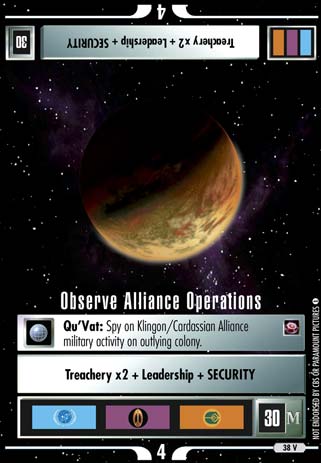 4
30
Treachery x2 + Leadership + SECURITY
Observe Alliance Operations
Qu'Vat: Spy on Klingon/Cardassian Alliance
military activity on outlying colony.
Treachery x2 + Leadership + SECURITY
30 M
4
38 V
NOT ENDORSED BY CBS OR PARAMOUNT PICTURES